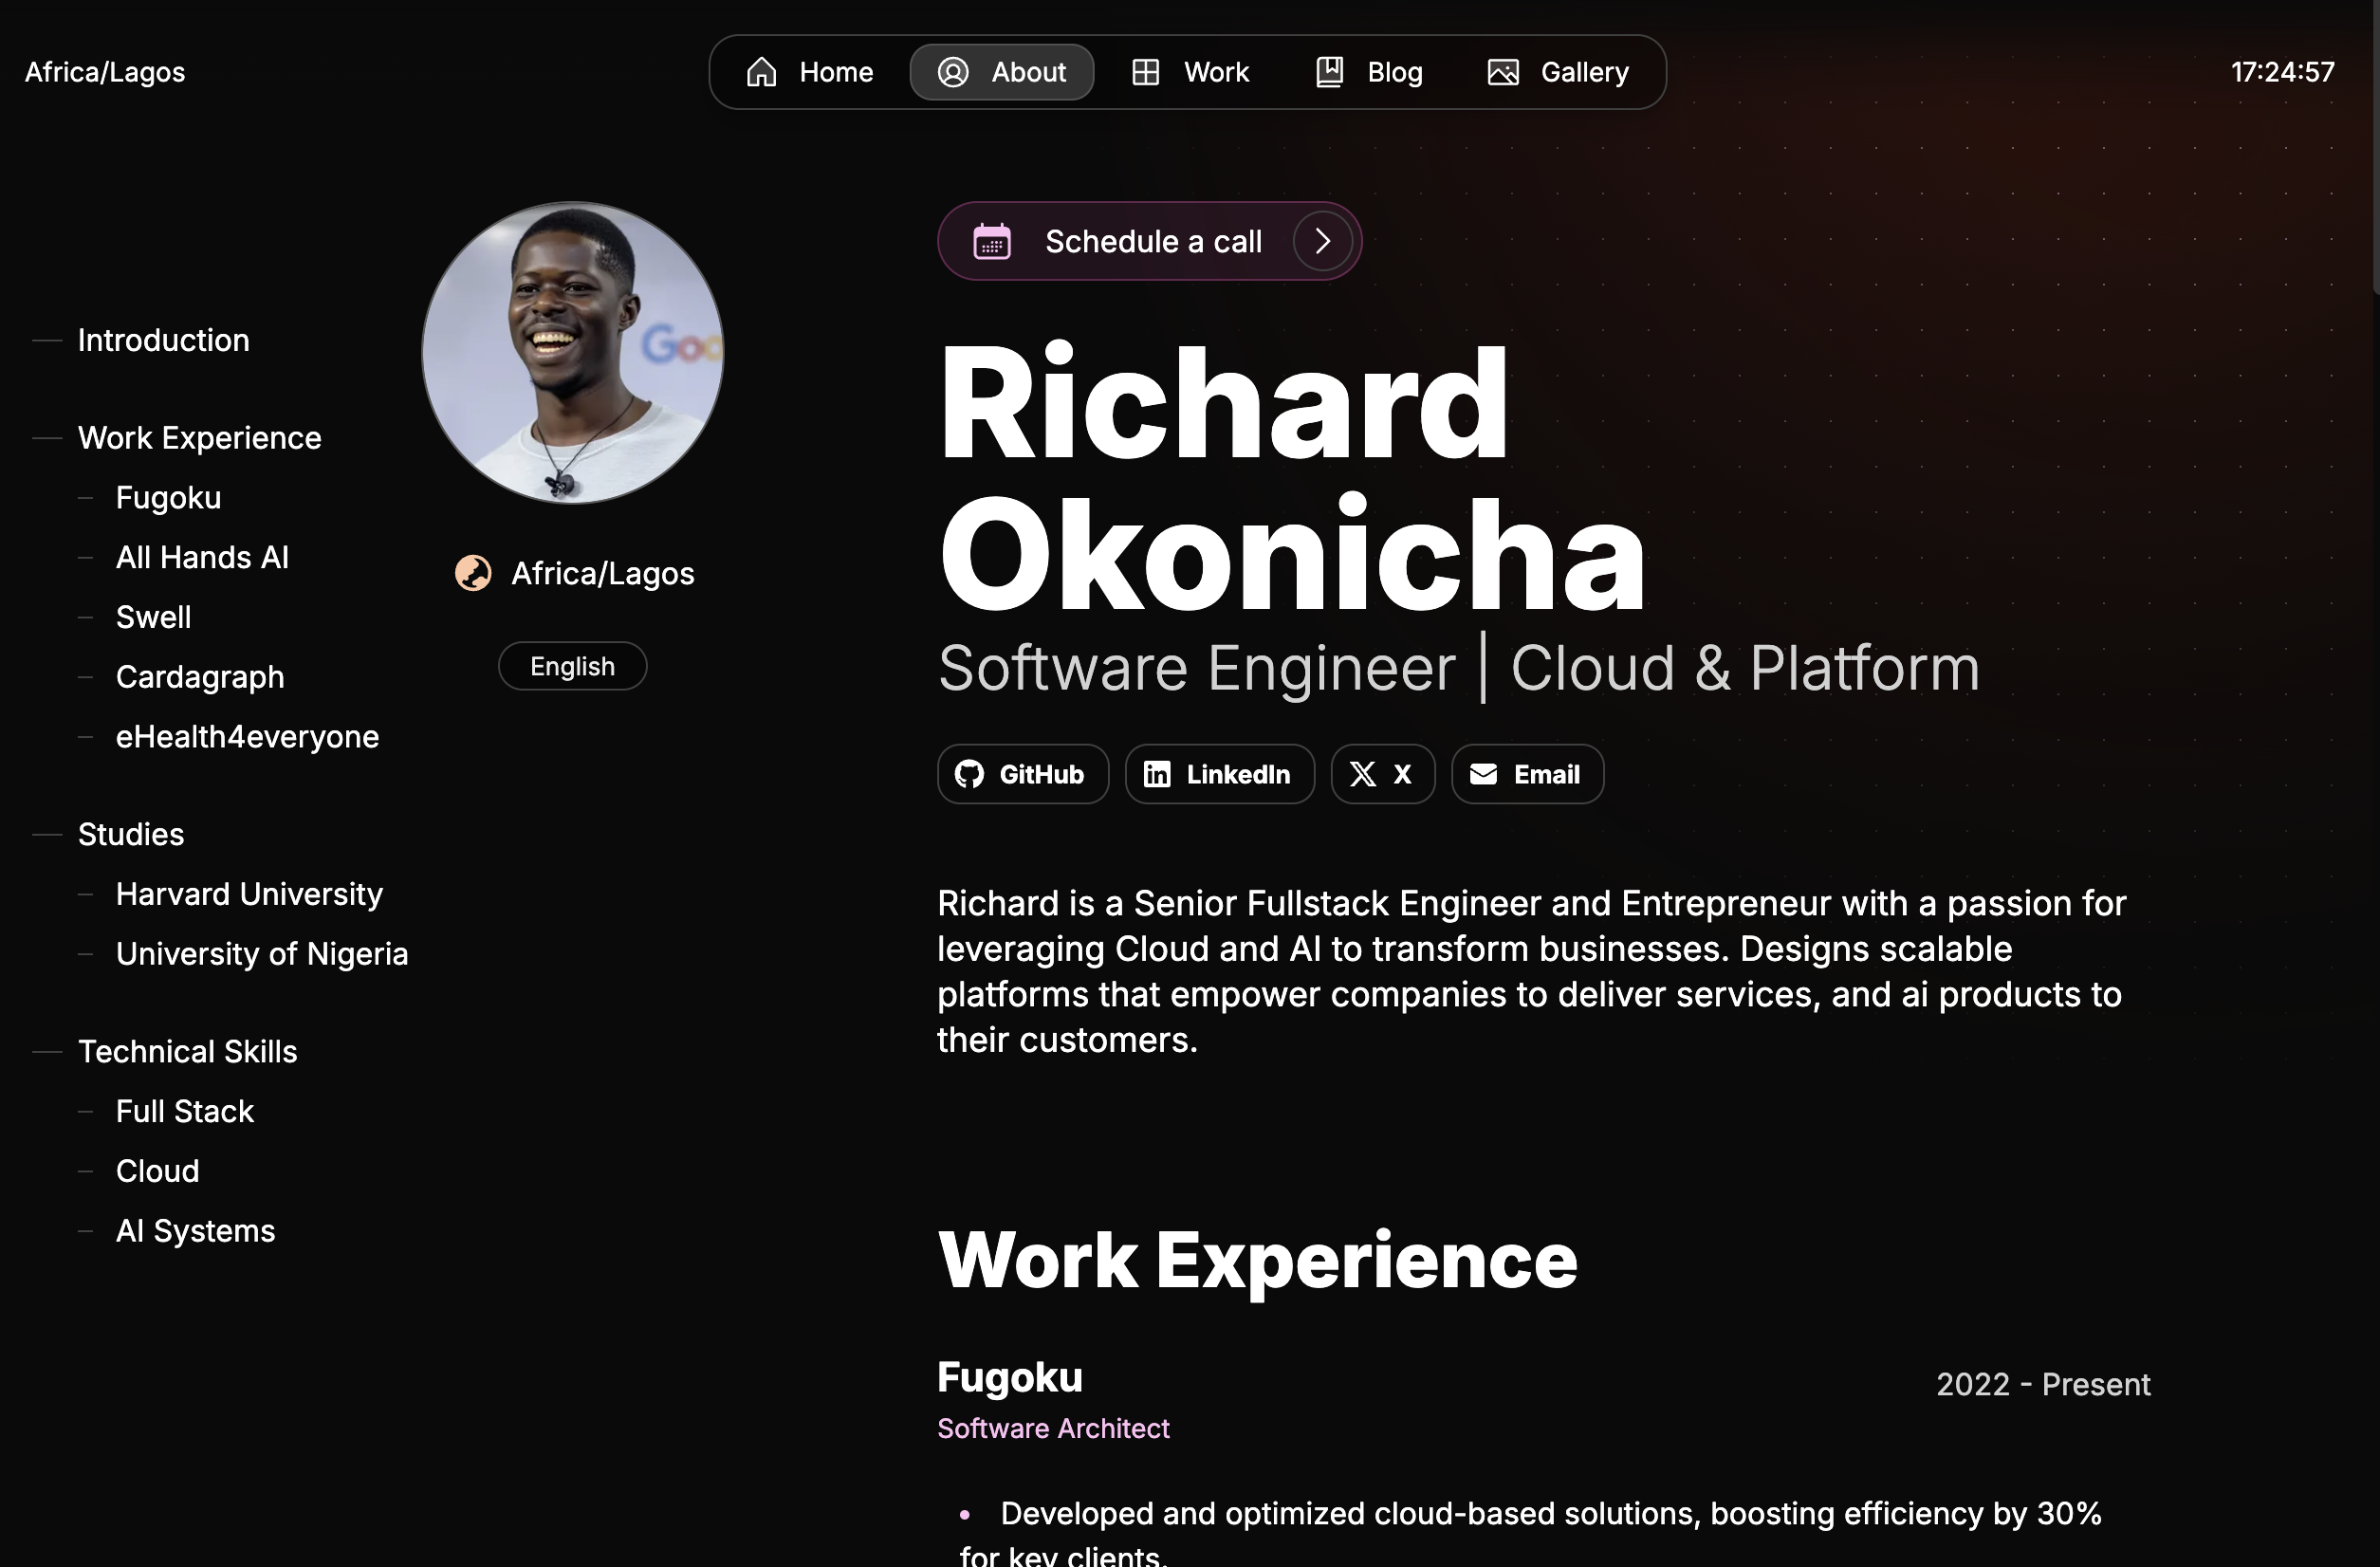 Africa/Lagos
Home
About
Work
Blog
Gallery
17:24:57
Introduction
Work Experience
Fugoku
All Hands AI
Swell
Cardagraph
eHealth4everyone
Studies
Harvard University
University of Nigeria
Technical Skills
Full Stack
Cloud
AI Systems
Goo
Africa/Lagos
English
Schedule a call
Richard
Okonicha
Software Engineer | Cloud & Platform
GitHub
LinkedIn
X
Email
Richard is a Senior Fullstack Engineer and Entrepreneur with a passion for
leveraging Cloud and AI to transform businesses. Designs scalable
platforms that empower companies to deliver services, and ai products to
their customers.
Work Experience
Fugoku
2022 - Present
Software Architect
• Developed and optimized cloud-based solutions, boosting efficiency by 30%
for key clients.